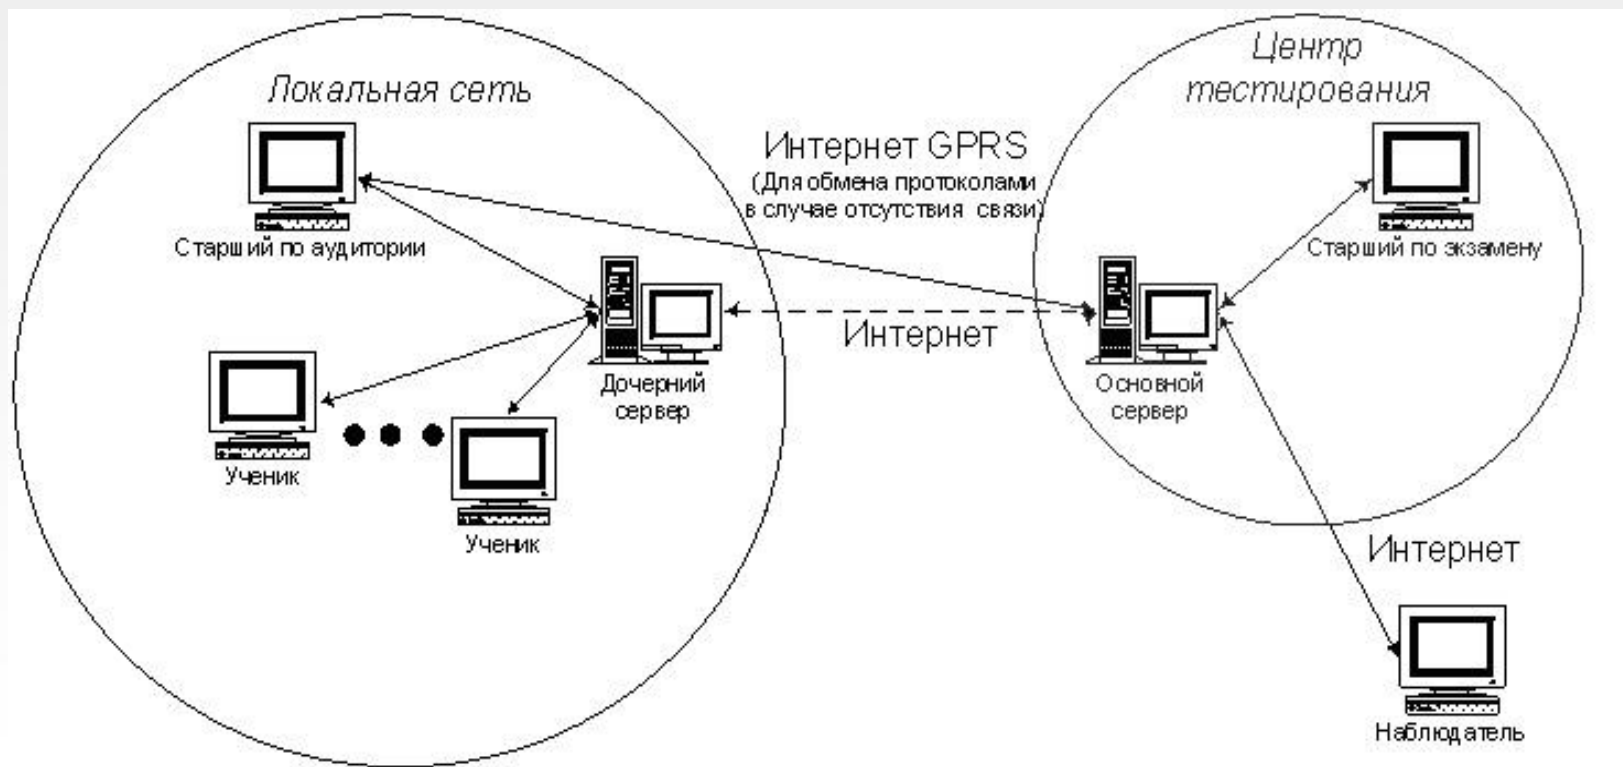 Локальная сеть
Центр
тестирования
Интернет GPRS
(Для обмена протоколами
в случае отсутствия связи)
Старший по аудитории
Старший по экзамену
Интернет
Дочерний
сервер
Основной
сервер
Ученик
Ученик
Интернет
Наблюдатель